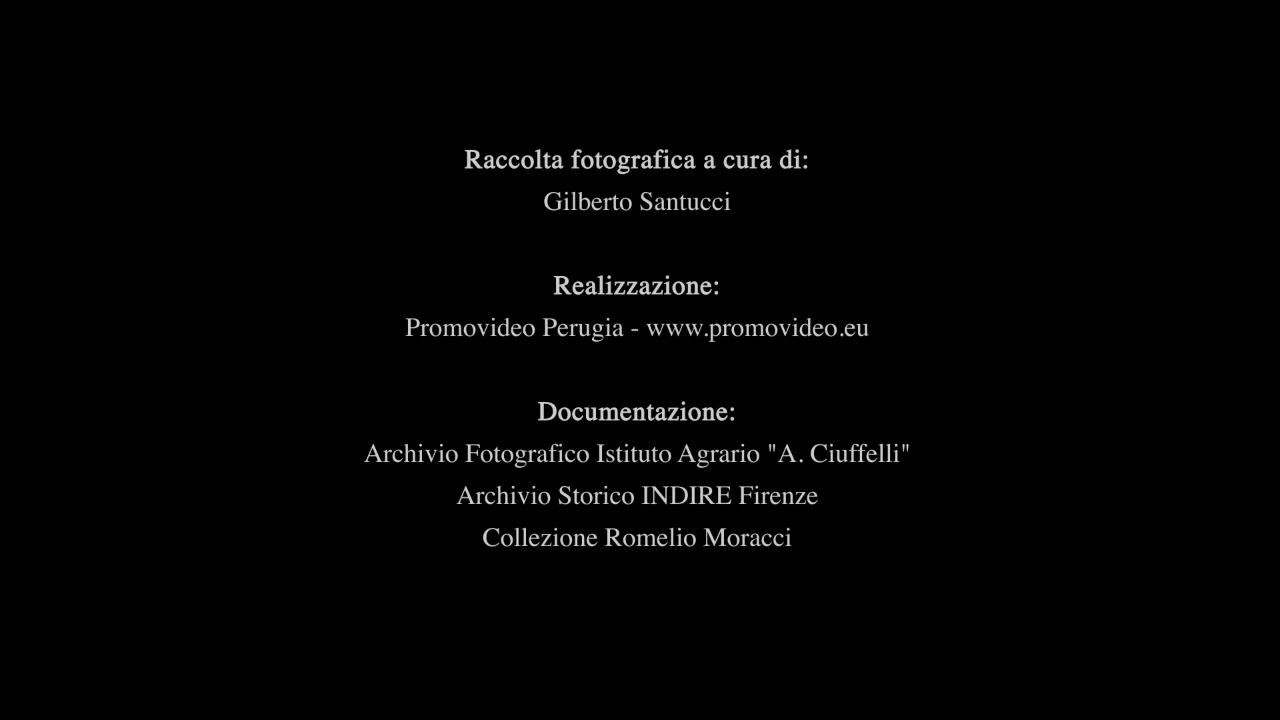 Raccolta fotografica a cura di:
Gilberto Santucci
Realizzazione:
Promovideo Perugia - www.promovideo.eu
Documentazione:
Archivio Fotografico Istituto Agrario "A. Ciuffelli"
Archivio Storico INDIRE Firenze
Collezione Romelio Moracci